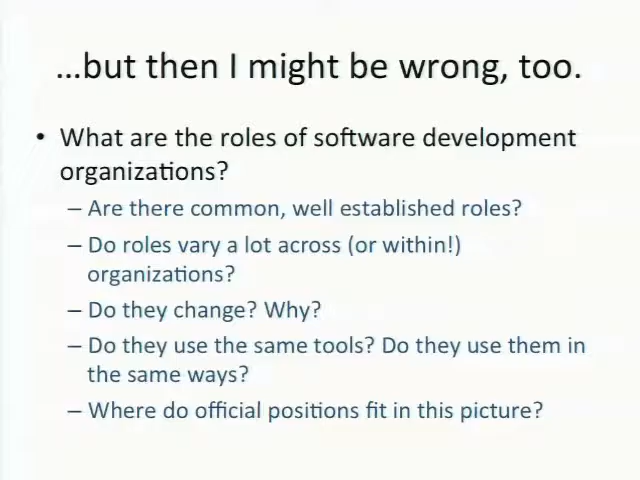 ...but then I might be wrong, too.
• What are the roles of software development
organizations?
– Are there common, well established roles?
– Do roles vary a lot across (or within!)
organizations?
– Do they change? Why?
– Do they use the same tools? Do they use them in
the same ways?
– Where do official positions fit in this picture?